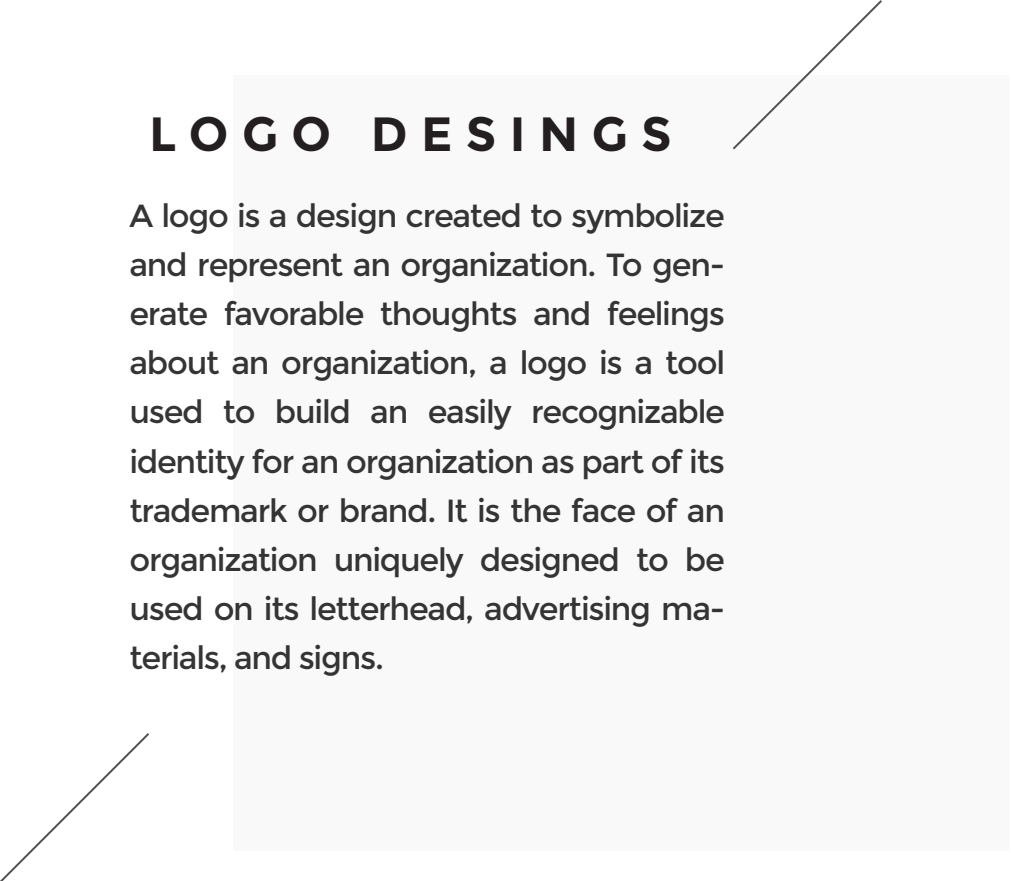 LOGO DESINGS
A logo is a design created to symbolize
and represent an organization. To gen-
erate favorable thoughts and feelings
about an organization, a logo is a tool
used to build an easily recognizable
identity for an organization as part of its
trademark or brand. It is the face of an
organization uniquely designed to be
used on its letterhead, advertising ma-
terials, and signs.